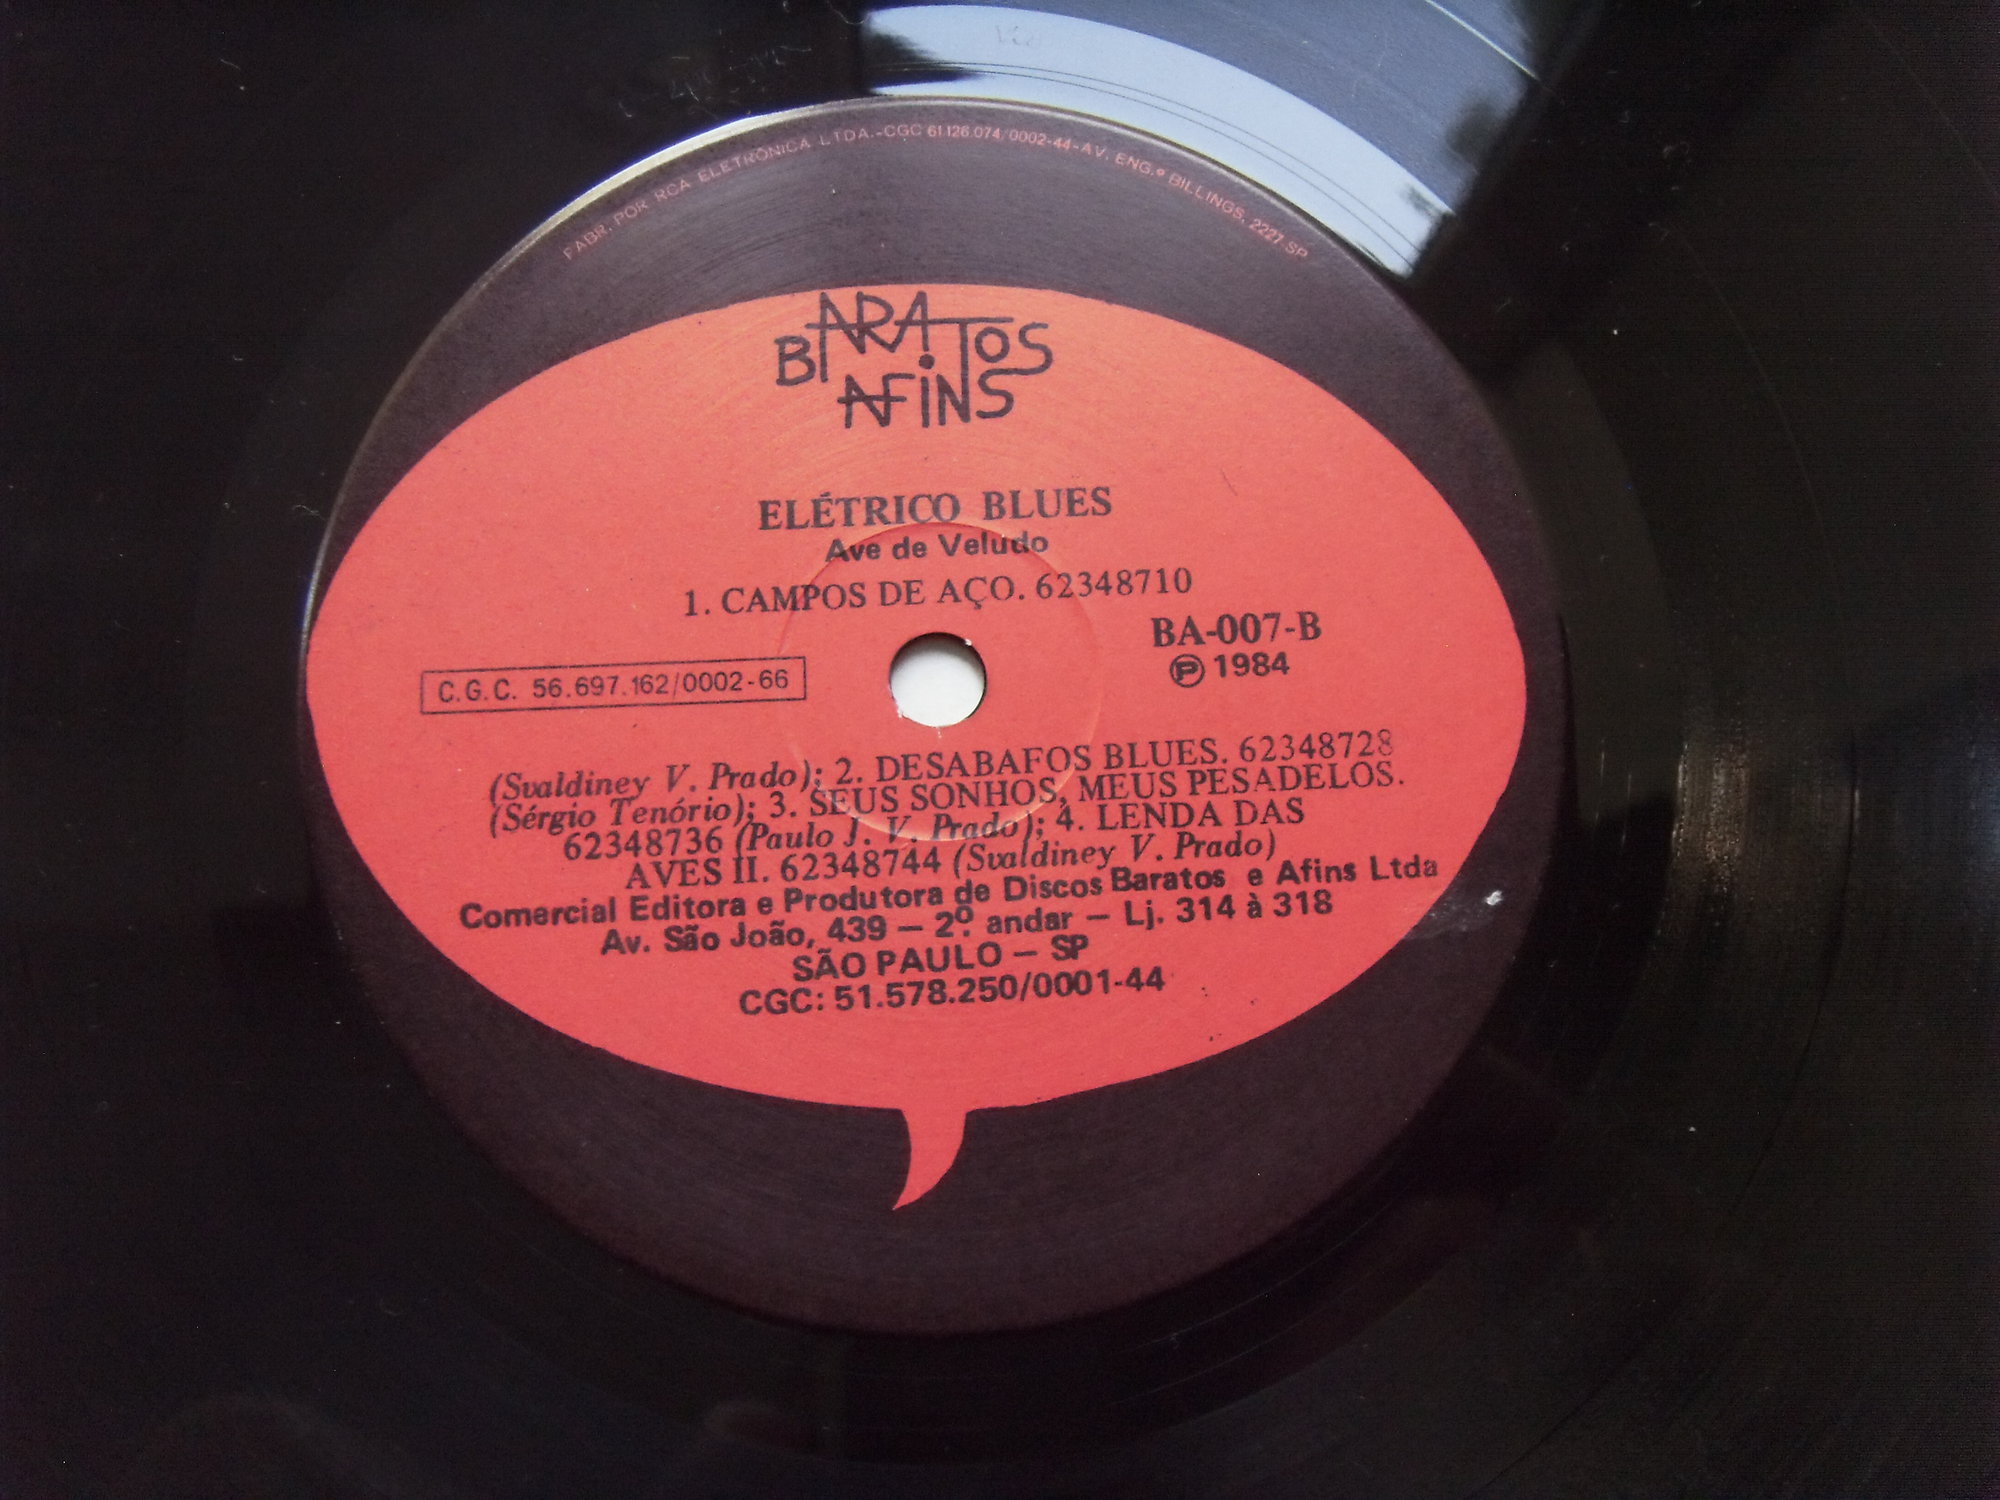 FABR. POR RCA ELETRÔNICA LTDA.-CGC 61.126.074/0002-44-AV. ENG.º BILLINGS, 2227 SP
BARATOS
AFINS
ELÉTRICO BLUES
Ave de Veludo
1. CAMPOS DE AÇO. 62348710
BA-007-B
C.G.C. 56.697.162/0002-66
Ⓟ 1984
(Svaldiney V. Prado); 2. DESABAFOS BLUES. 62348728
(Sérgio Tenório); 3. SEUS SONHOS, MEUS PESADELOS.
62348736 (Paulo J. V. Prado); 4. LENDA DAS
AVES II. 62348744 (Svaldiney V. Prado)
Comercial Editora e Produtora de Discos Baratos e Afins Ltda
Av. São João, 439 — 2º. andar — Lj. 314 à 318
SÃO PAULO — SP
CGC: 51.578.250/0001-44